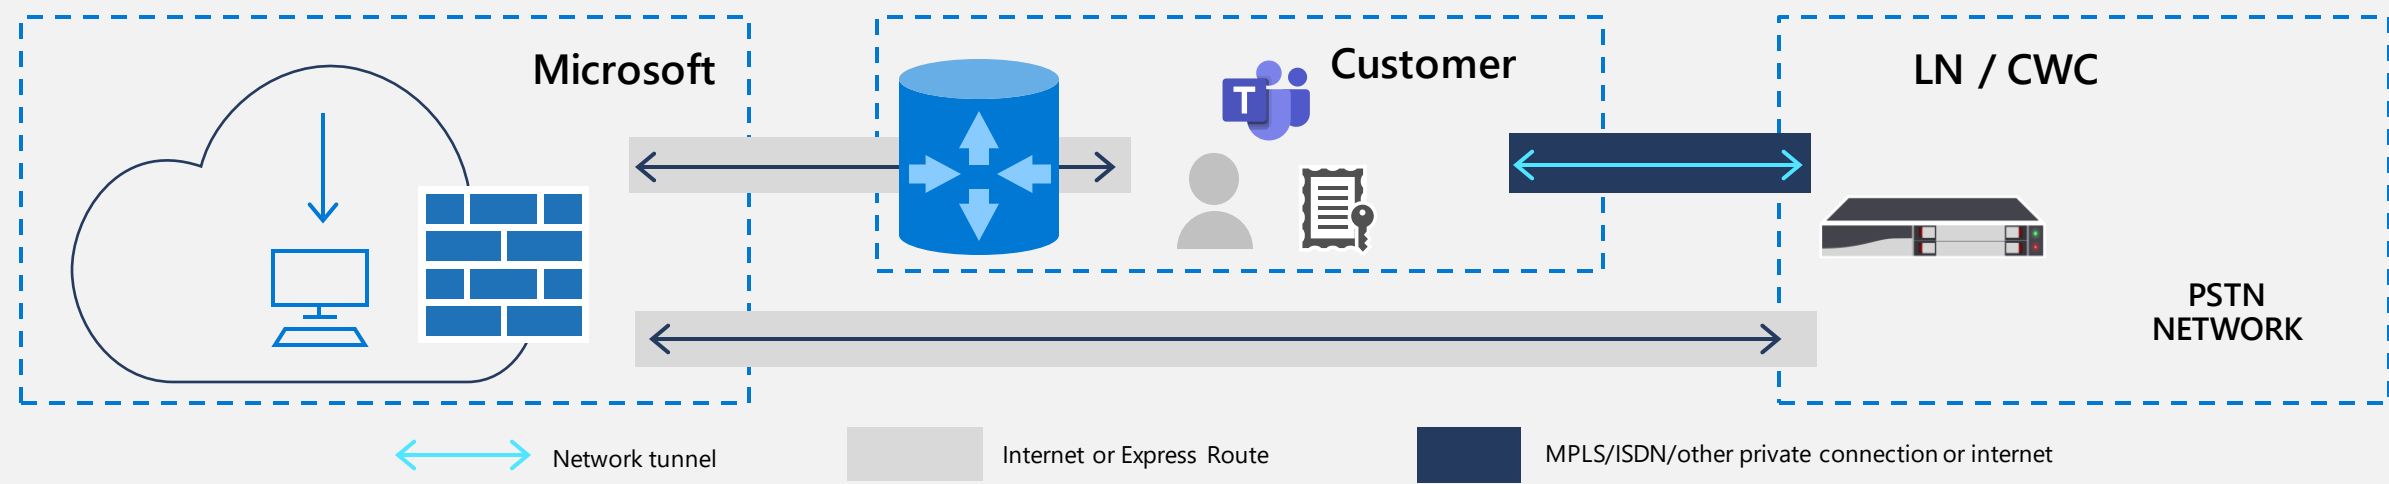 Microsoft
Customer
LN / CWC
T
PSTN
NETWORK
Network tunnel
Internet or Express Route
MPLS/ISDN/other private connection or internet